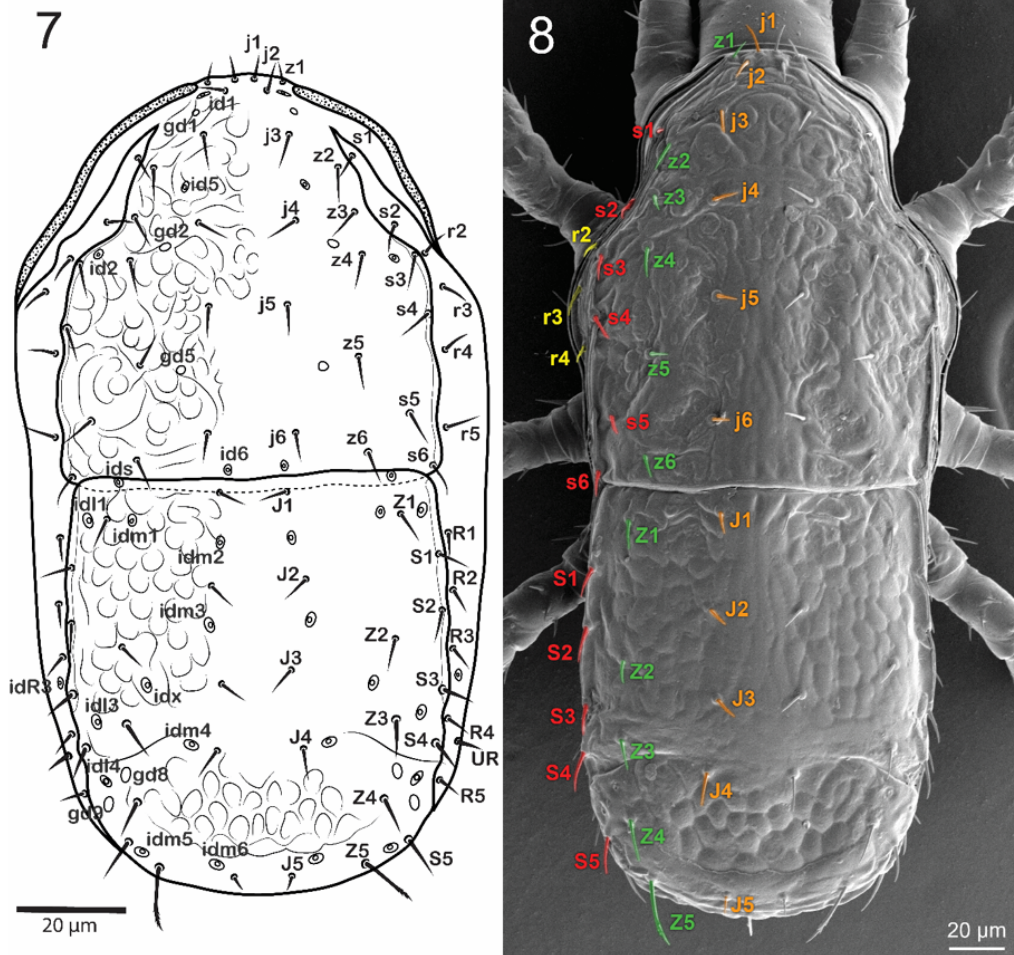 7
j1
j2
z1
id1
gd1
j3
s1
z2
id5
j4
z3
s2
r2
gd2
id2
z4
s3
r3
j5
s4
r4
gd5
z5
s5
r5
j6
z6
id6
s6
ids
J1
Z1
idl1
idm1
R1
idm2
S1
J2
R2
idm3
S2
Z2
R3
J3
S3
idR3
idx
idl3
Z3
R4
idm4
J4
S4
UR
idl4
gd8
R5
gd9
Z4
idm5
idm6
J5
Z5
S5
20 µm
8
j1
z1
j2
j3
s1
z2
j4
z3
s2
r2
z4
s3
j5
r3
s4
r4
z5
j6
s5
z6
s6
J1
Z1
S1
J2
S2
Z2
J3
S3
Z3
S4
J4
Z4
S5
J5
Z5
20 µm